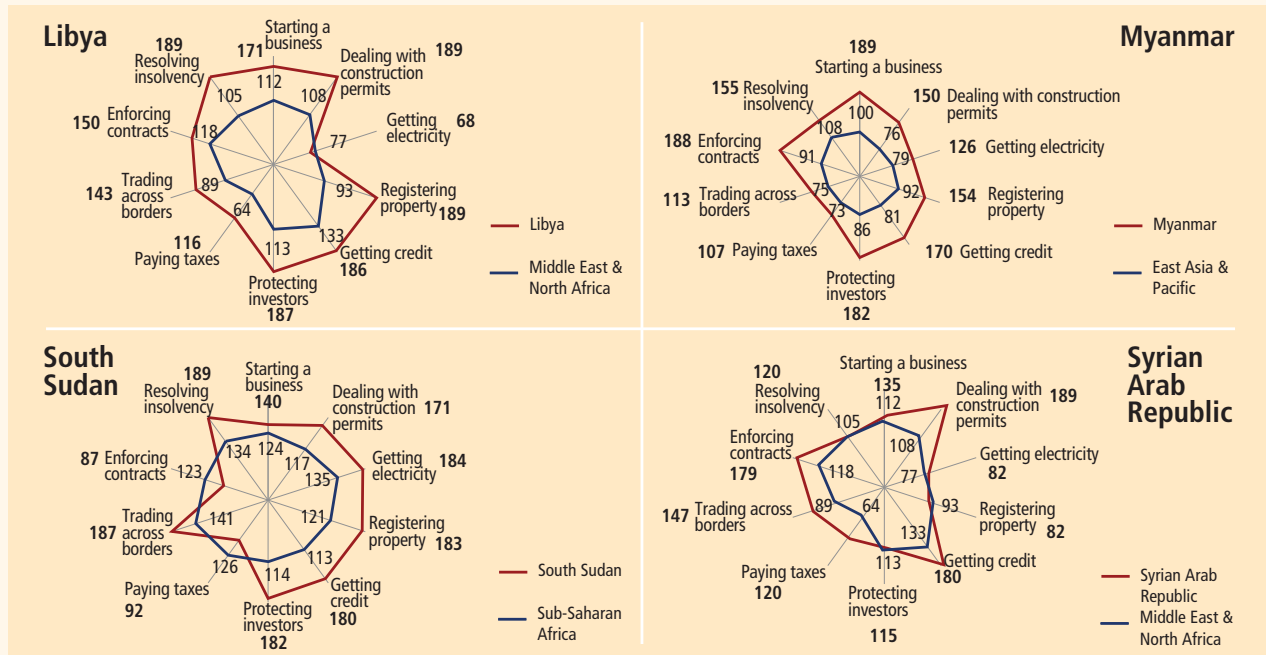 Libya
171
Starting a
business
189
Resolving
insolvency
Dealing with
construction
permits
189
112
105
108
150
Enforcing
contracts
118
Getting
electricity
68
77
143
Trading
across
borders
89
93
Registering
property
189
64
113
133
116
Paying taxes
Getting credit
186
Protecting
investors
187
Libya
Middle East &
North Africa
Myanmar
189
Starting a business
155
Resolving
insolvency
150
Dealing with construction
permits
100
108
76
188
Enforcing
contracts
91
79
126
Getting electricity
113
Trading across
borders
75
92
154
Registering
property
73
86
81
107
Paying taxes
170
Getting credit
Protecting
investors
182
Myanmar
East Asia &
Pacific
South
Sudan
189
Resolving
insolvency
Starting a
business
140
Dealing with
construction
permits
171
134
124
117
87
Enforcing
contracts
123
135
Getting
electricity
184
187
Trading
across
borders
141
121
Registering
property
183
126
114
113
Paying taxes
92
Getting
credit
180
Protecting
investors
182
South Sudan
Sub-Saharan
Africa
Syrian
Arab
Republic
Starting a business
135
112
120
Resolving
insolvency
105
Dealing with
construction
permits
189
108
Enforcing
contracts
179
118
77
Getting electricity
82
147
Trading across
borders
89
64
93
Registering
property
82
133
113
Getting credit
180
Paying taxes
120
Protecting
investors
115
Syrian Arab
Republic
Middle East &
North Africa